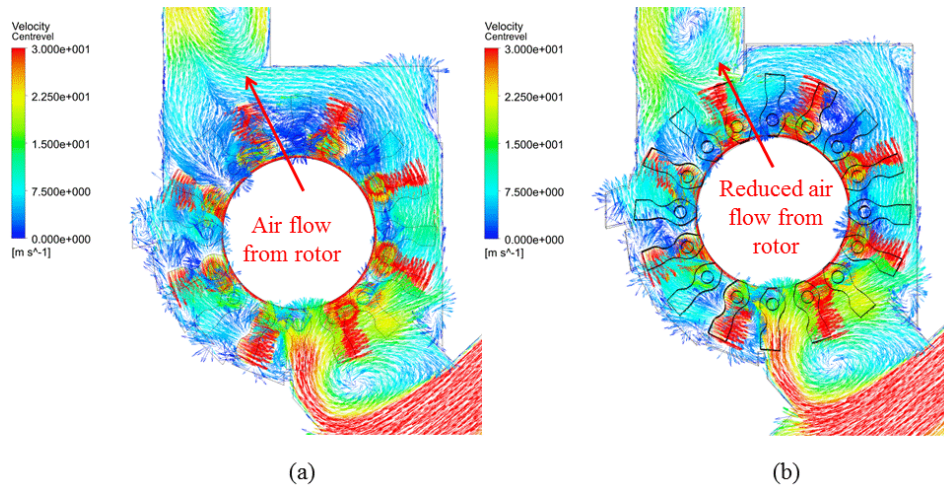 Velocity
Centrevel
3.000e+001
2.250e+001
1.500e+001
7.500e+000
0.000e+000
[m s^-1]
Air flow
from rotor
(a)
Velocity
Centrevel
3.000e+001
2.250e+001
1.500e+001
7.500e+000
0.000e+000
[m s^-1]
Reduced air
flow from
rotor
(b)